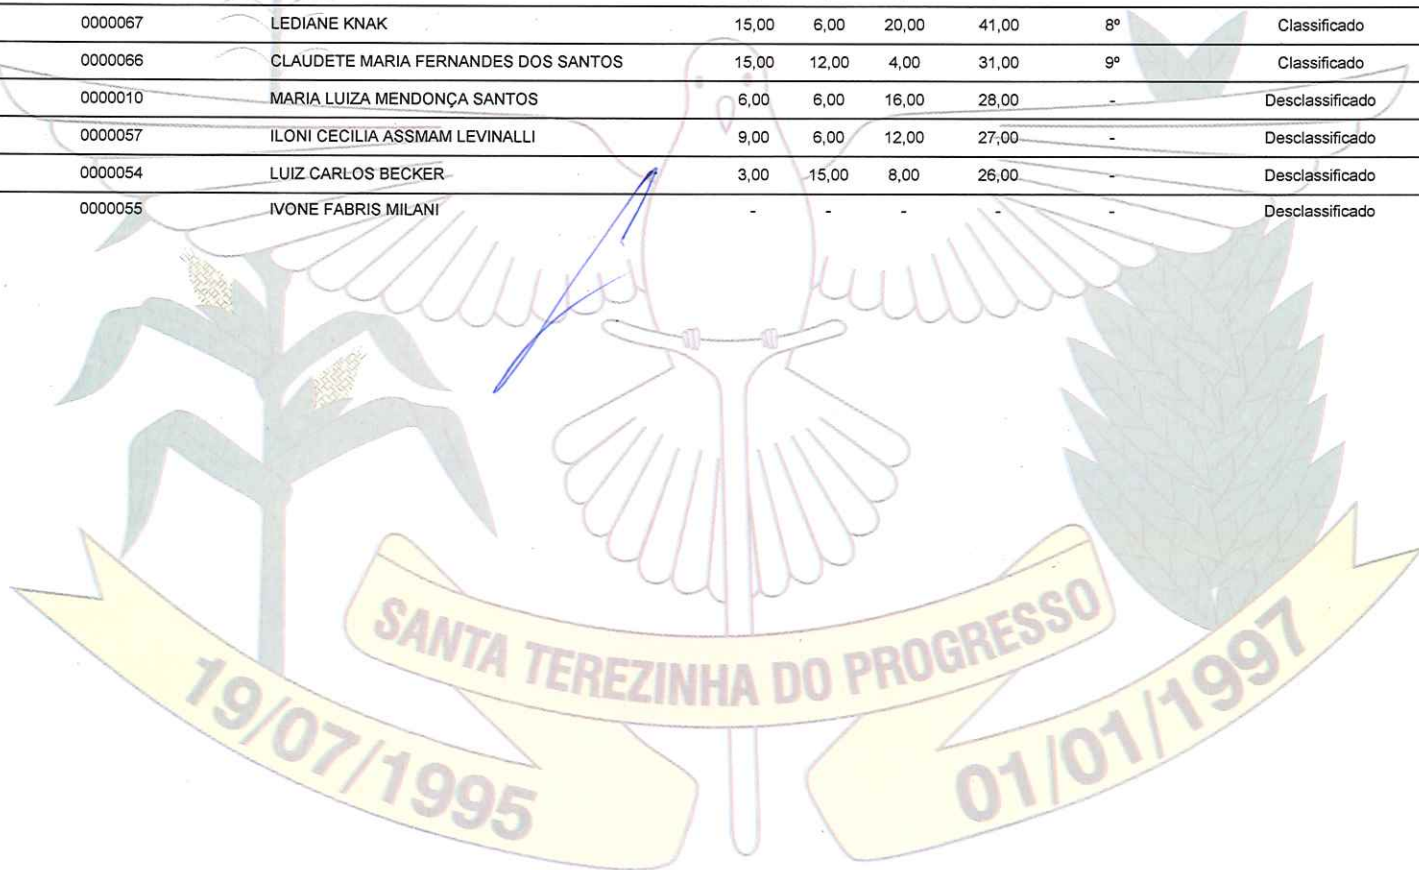 0000067 LEDIANE KNAK 15,00 6,00 20,00 41,00 8º Classificado
0000066 CLAUDETE MARIA FERNANDES DOS SANTOS 15,00 12,00 4,00 31,00 9º Classificado
0000010 MARIA LUIZA MENDONÇA SANTOS 6,00 6,00 16,00 28,00 - Desclassificado
0000057 ILONI CECILIA ASSMAM LEVINALLI 9,00 6,00 12,00 27,00 - Desclassificado
0000054 LUIZ CARLOS BECKER 3,00 15,00 8,00 26,00 - Desclassificado
0000055 IVONE FABRIS MILANI - - - - - Desclassificado
SANTA TEREZINHA DO PROGRESSO
19/07/1995
01/01/1997